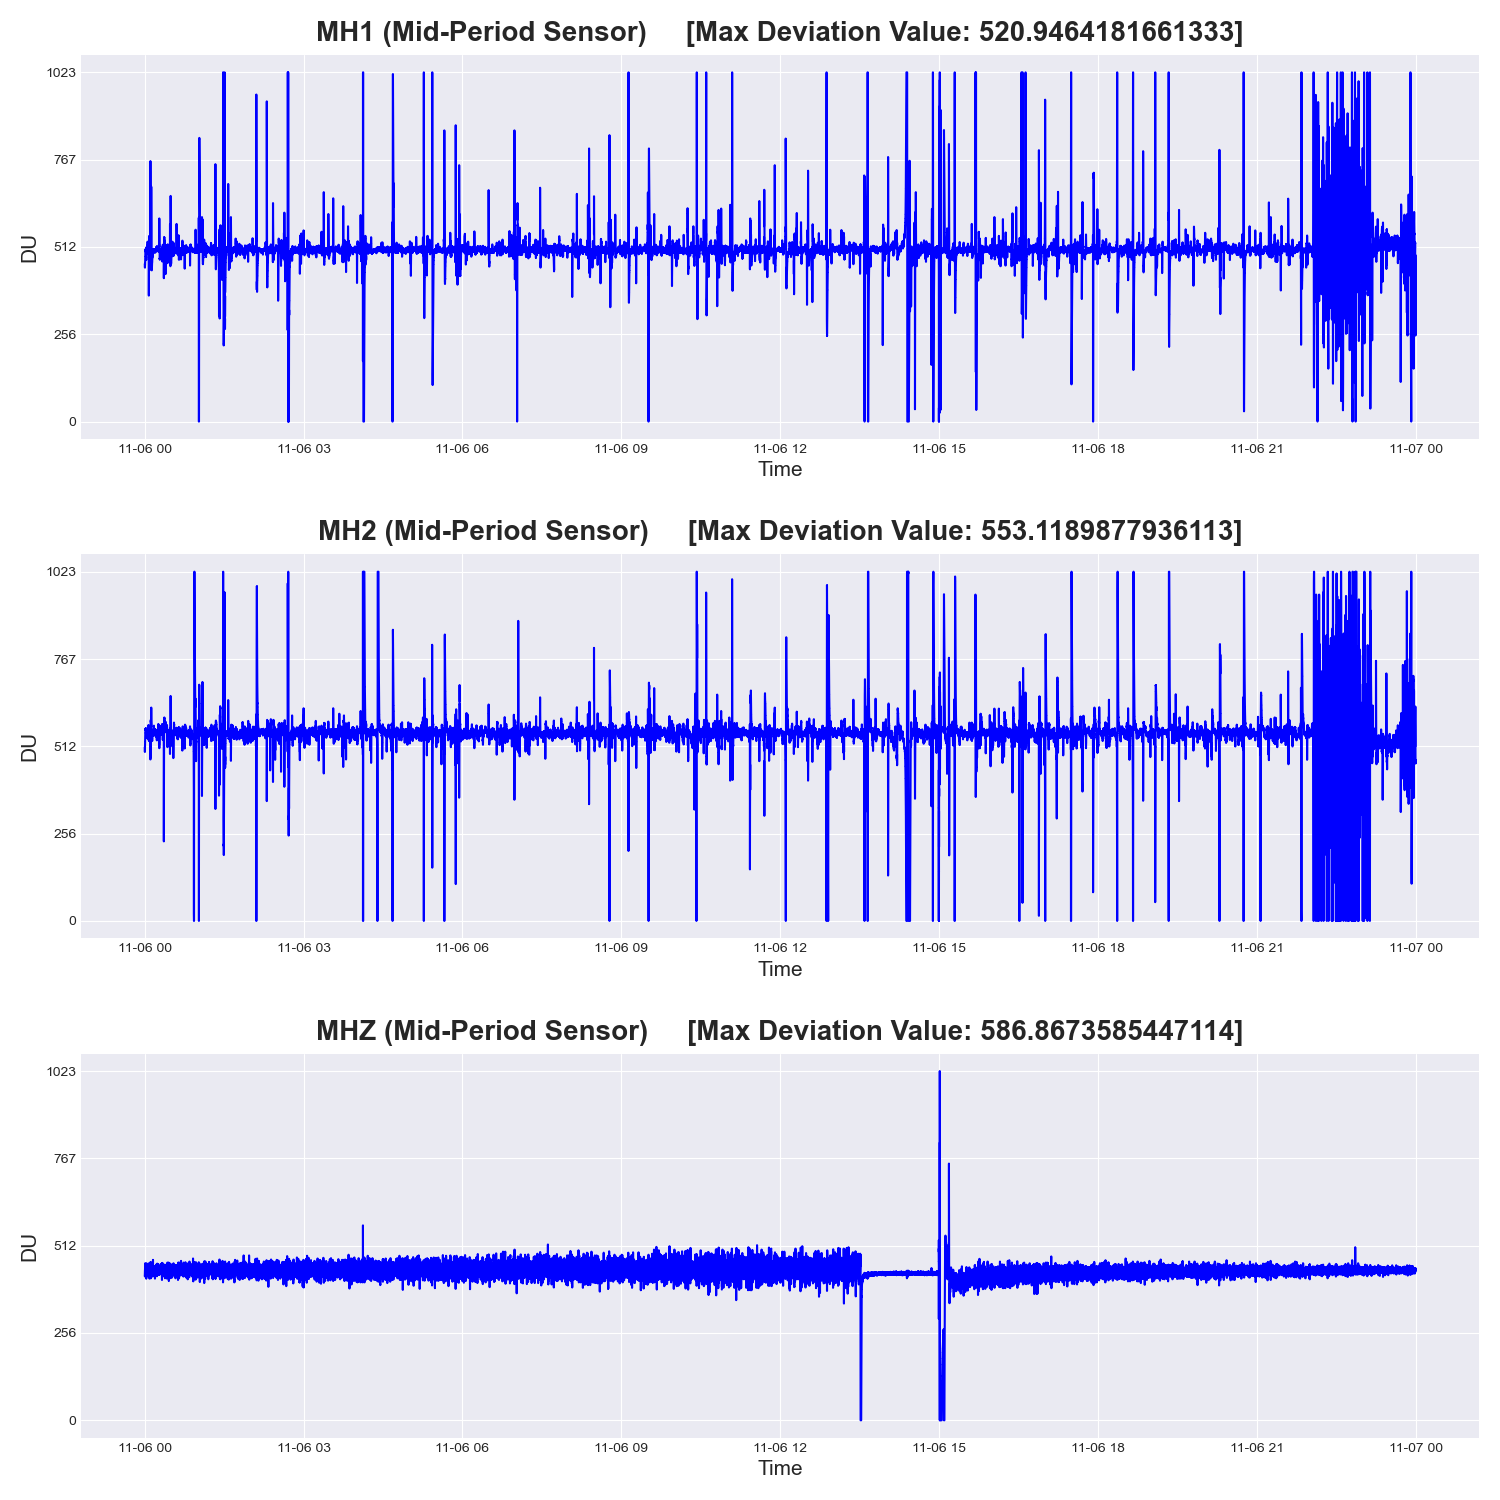 MH1 (Mid-Period Sensor) [Max Deviation Value: 520.9464181661333]
1023
767
512
256
0
DU
11-06 00 11-06 03 11-06 06 11-06 09 11-06 12 11-06 15 11-06 18 11-06 21 11-07 00
Time
MH2 (Mid-Period Sensor) [Max Deviation Value: 553.1189877936113]
1023
767
512
256
0
DU
11-06 00 11-06 03 11-06 06 11-06 09 11-06 12 11-06 15 11-06 18 11-06 21 11-07 00
Time
MHZ (Mid-Period Sensor) [Max Deviation Value: 586.8673585447114]
1023
767
512
256
0
DU
11-06 00 11-06 03 11-06 06 11-06 09 11-06 12 11-06 15 11-06 18 11-06 21 11-07 00
Time